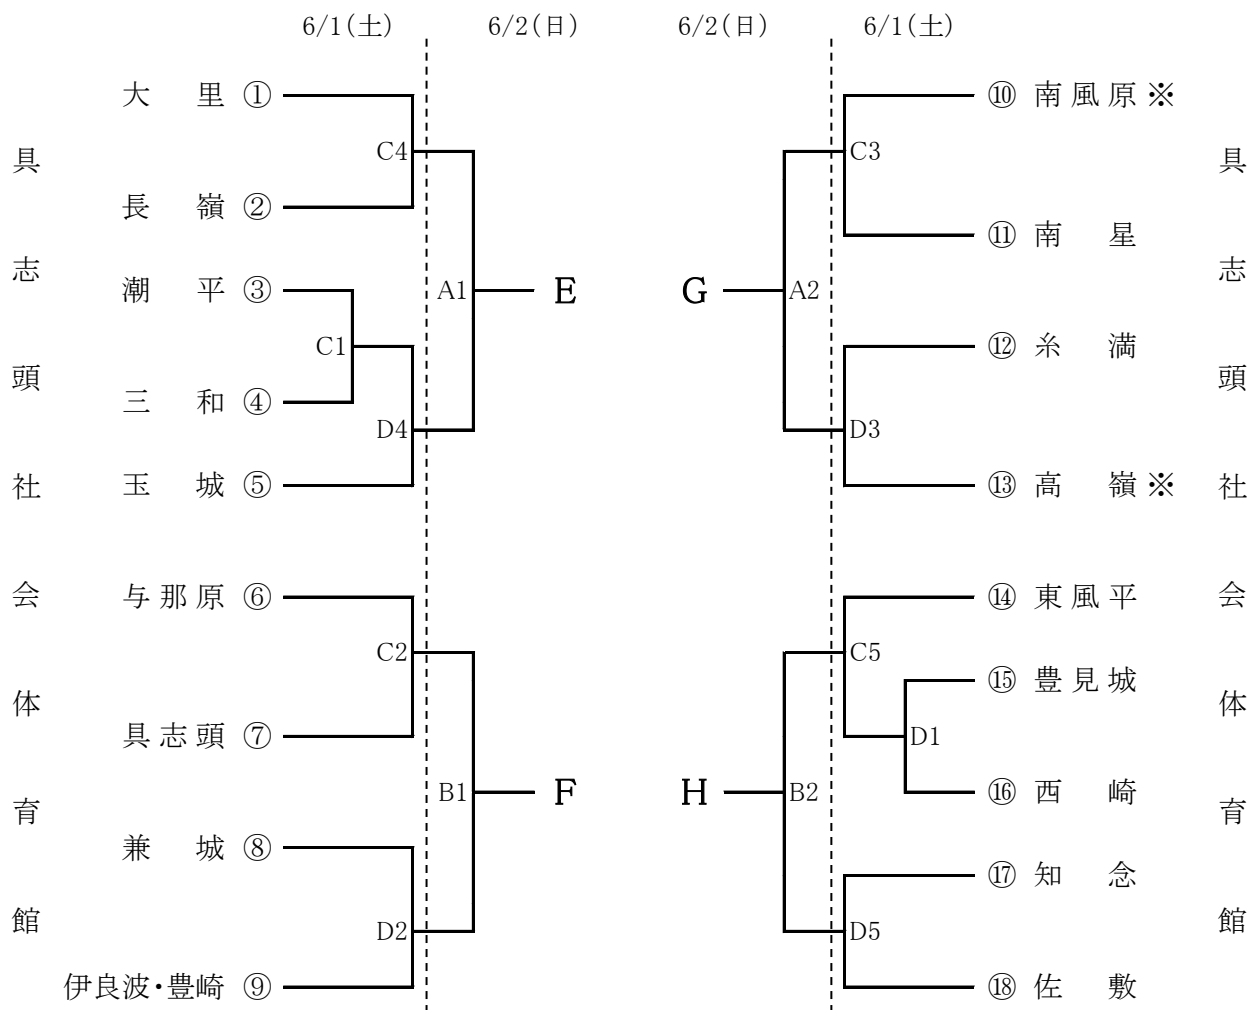 6/1(土) 6/2(日) 6/2(日) 6/1(土)
具志頭社会体育館
大里 ①
C4
長嶺 ②
潮平 ③
A1 E
C1
三和 ④
D4
玉城 ⑤
与那原 ⑥
C2
具志頭 ⑦
B1 F
兼城 ⑧
D2
伊良波・豊崎 ⑨
⑩ 南風原※
C3
⑪ 南星
G A2
⑫ 糸満
D3
⑬ 高嶺※
⑭ 東風平
C5
⑮ 豊見城
D1
H B2
⑯ 西崎
⑰ 知念
D5
⑱ 佐敷
具志頭社会体育館